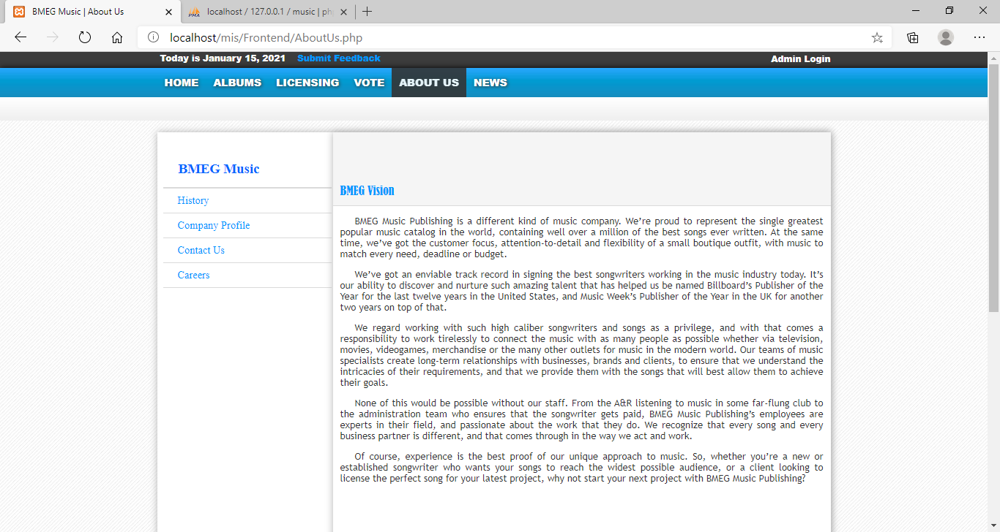 BMEG Music | About Us
localhost / 127.0.0.1 / music | ph
localhost/mis/Frontend/AboutUs.php
Today is January 15, 2021 Submit Feedback Admin Login
HOME ALBUMS LICENSING VOTE ABOUT US NEWS
BMEG Music
History
Company Profile
Contact Us
Careers
BMEG Vision
BMEG Music Publishing is a different kind of music company. We’re proud to represent the single greatest
popular music catalog in the world, containing well over a million of the best songs ever written. At the same
time, we’ve got the customer focus, attention-to-detail and flexibility of a small boutique outfit, with music to
match every need, deadline or budget.
We’ve got an enviable track record in signing the best songwriters working in the music industry today. It’s
our ability to discover and nurture such amazing talent that has helped us be named Billboard’s Publisher of the
Year for the last twelve years in the United States, and Music Week’s Publisher of the Year in the UK for another
two years on top of that.
We regard working with such high caliber songwriters and songs as a privilege, and with that comes a
responsibility to work tirelessly to connect the music with as many people as possible whether via television,
movies, videogames, merchandise or the many other outlets for music in the modern world. Our teams of music
specialists create long-term relationships with businesses, brands and clients, to ensure that we understand the
intricacies of their requirements, and that we provide them with the songs that will best allow them to achieve
their goals.
None of this would be possible without our staff. From the A&R listening to music in some far-flung club to
the administration team who ensures that the songwriter gets paid, BMEG Music Publishing’s employees are
experts in their field, and passionate about the work that they do. We recognize that every song and every
business partner is different, and that comes through in the way we act and work.
Of course, experience is the best proof of our unique approach to music. So, whether you’re a new or
established songwriter who wants your songs to reach the widest possible audience, or a client looking to
license the perfect song for your latest project, why not start your next project with BMEG Music Publishing?